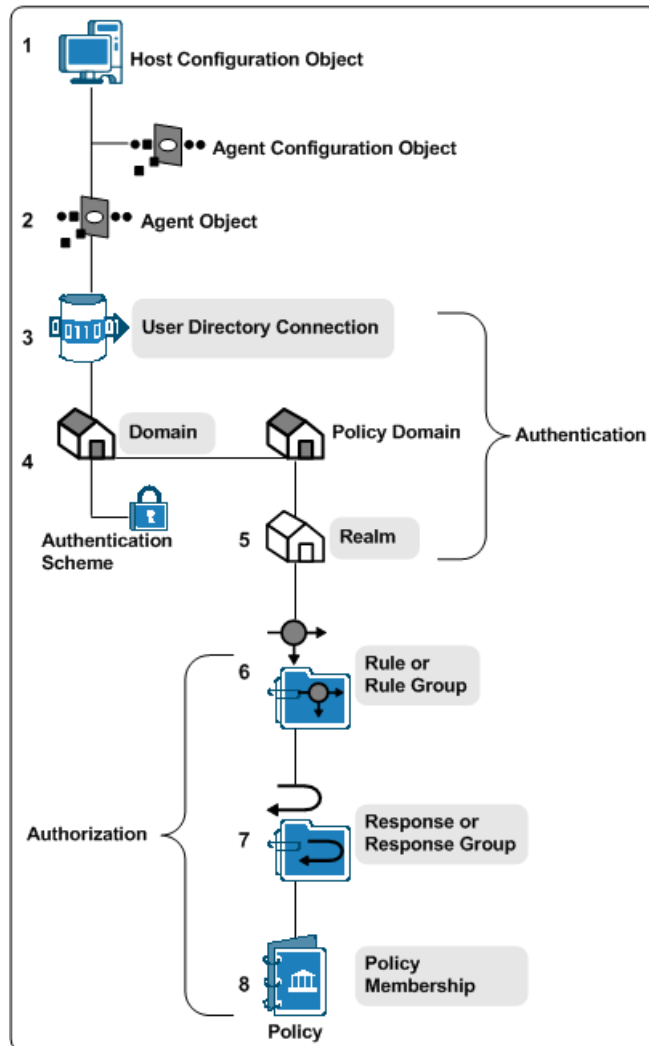 1
Host Configuration Object
Agent Configuration Object
2
Agent Object
3
User Directory Connection
Domain
Policy Domain
Authentication
4
Authentication
Scheme
5
Realm
6
Rule or
Rule Group
Authorization
7
Response or
Response Group
8
Policy
Membership
Policy